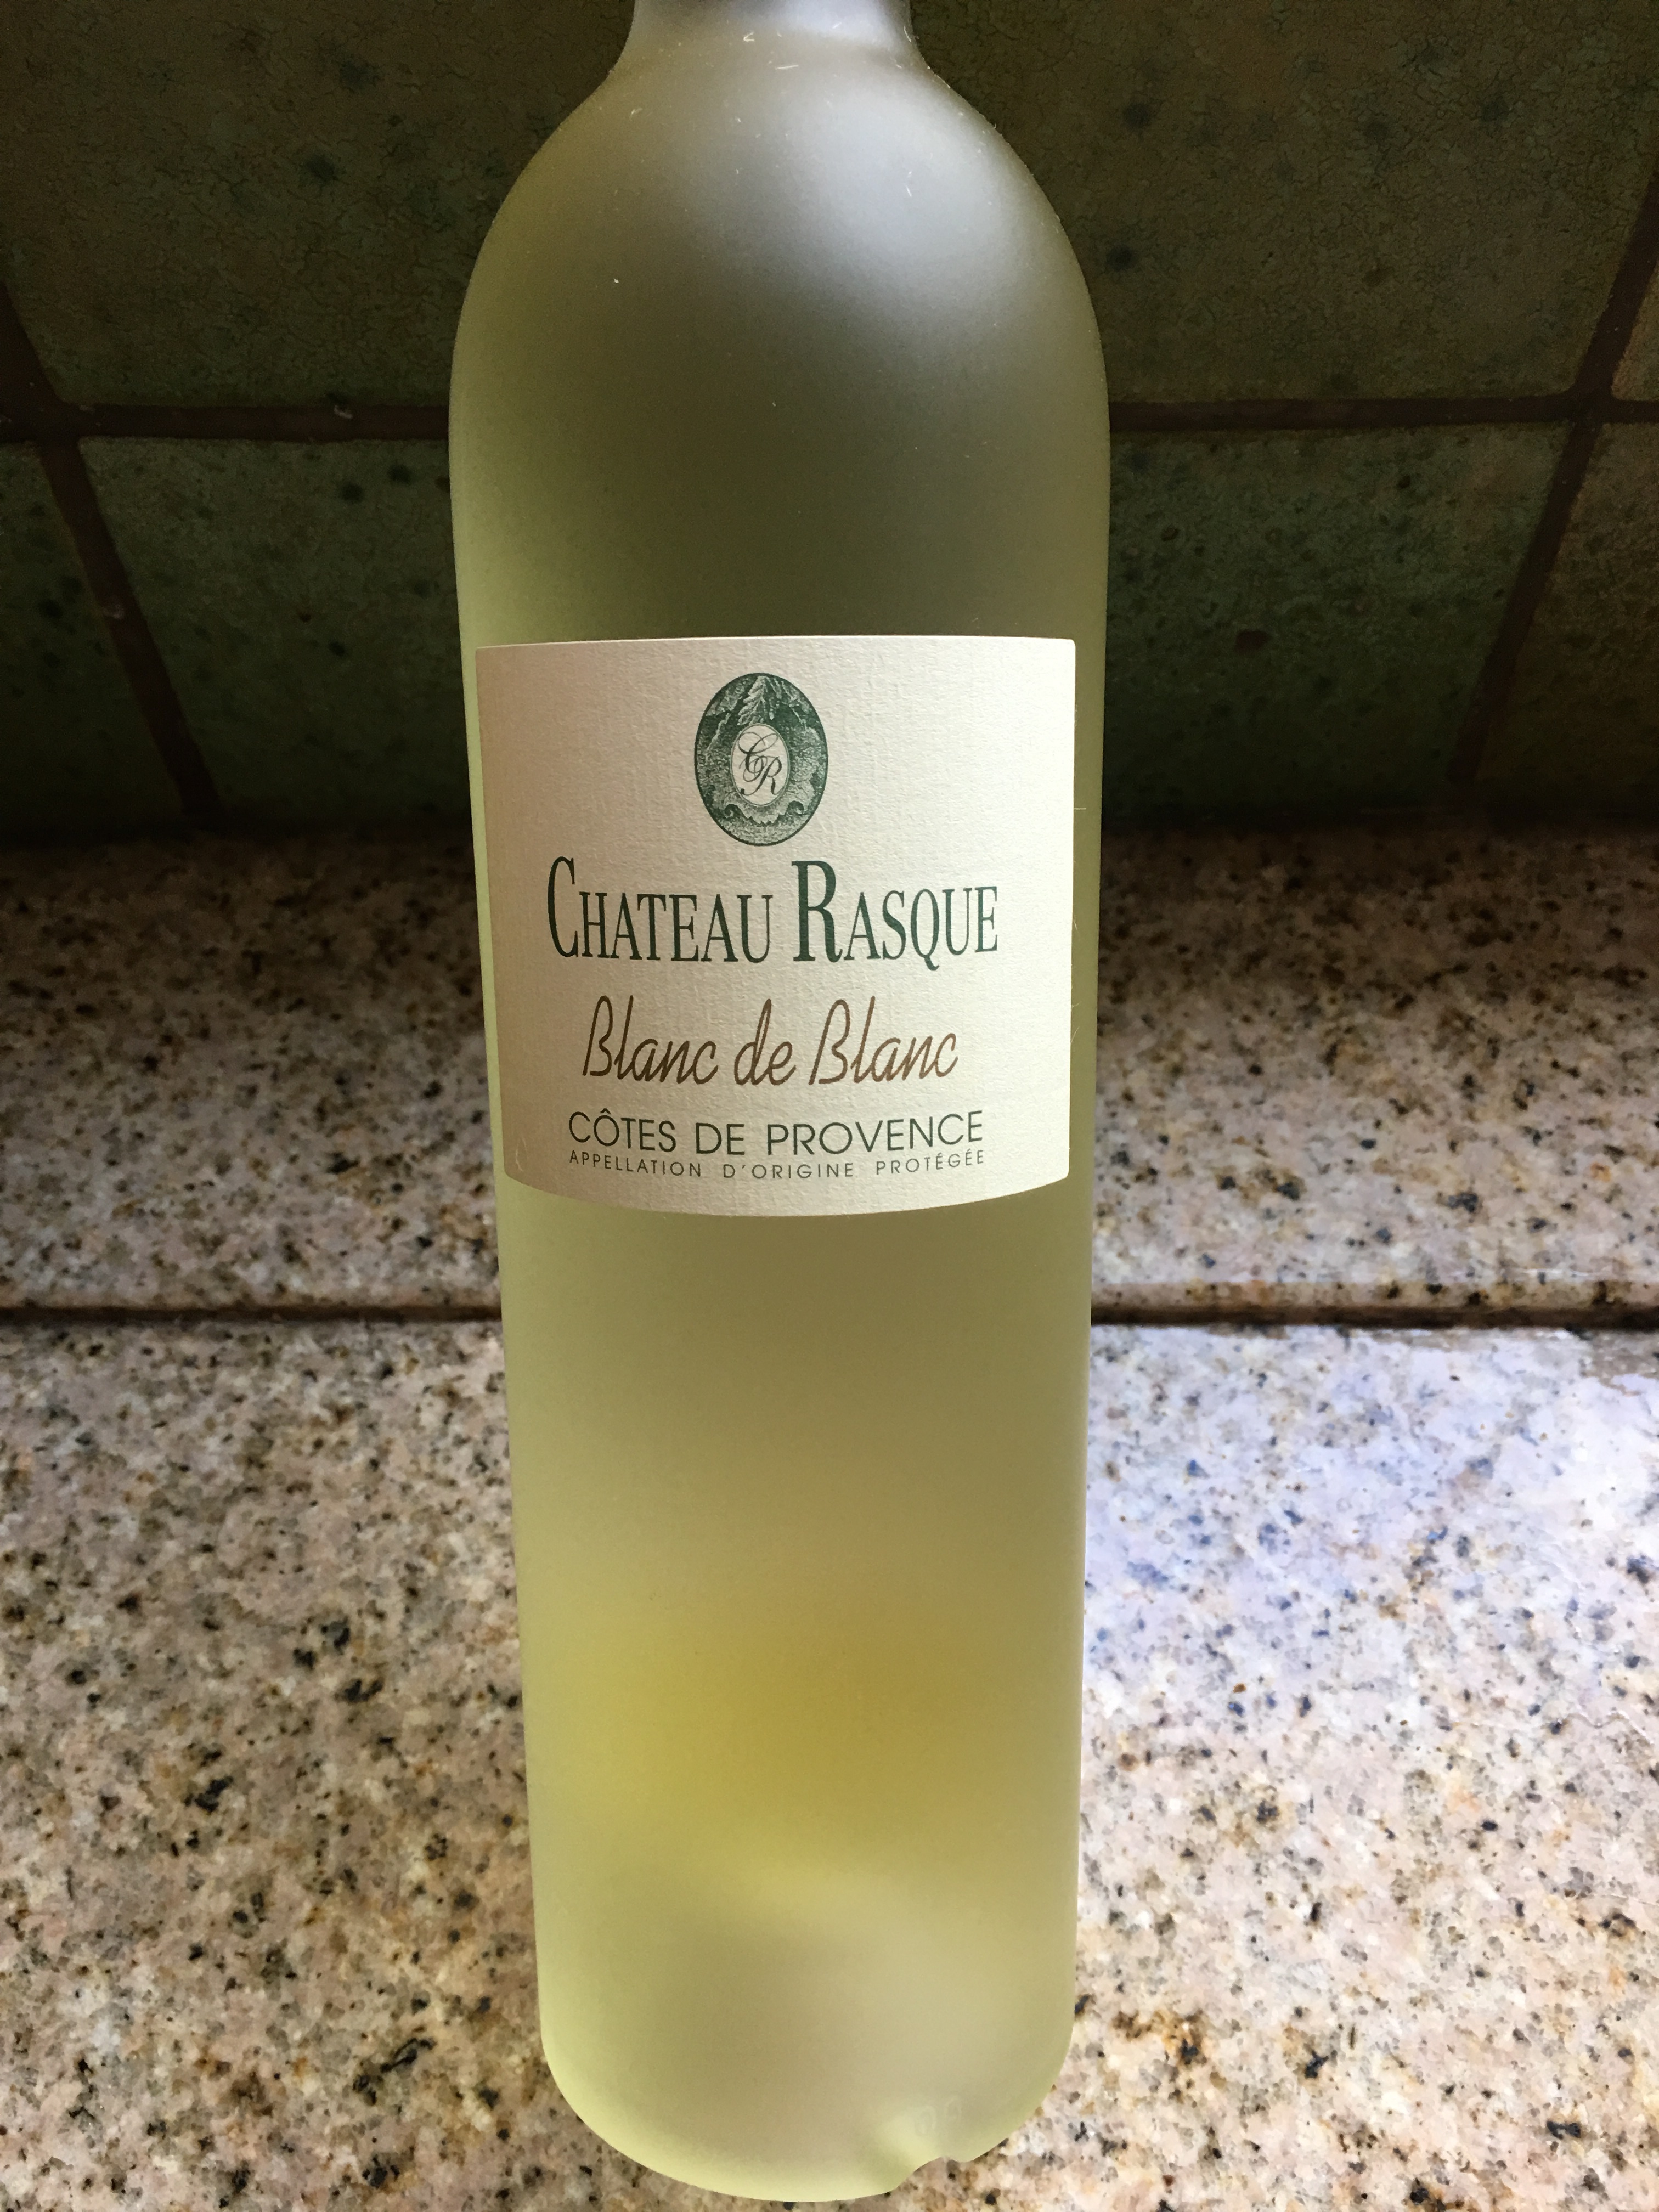 CR
CHATEAU RASQUE
Blanc de Blanc
CÔTES DE PROVENCE
APPELLATION D'ORIGINE PROTÉGÉE